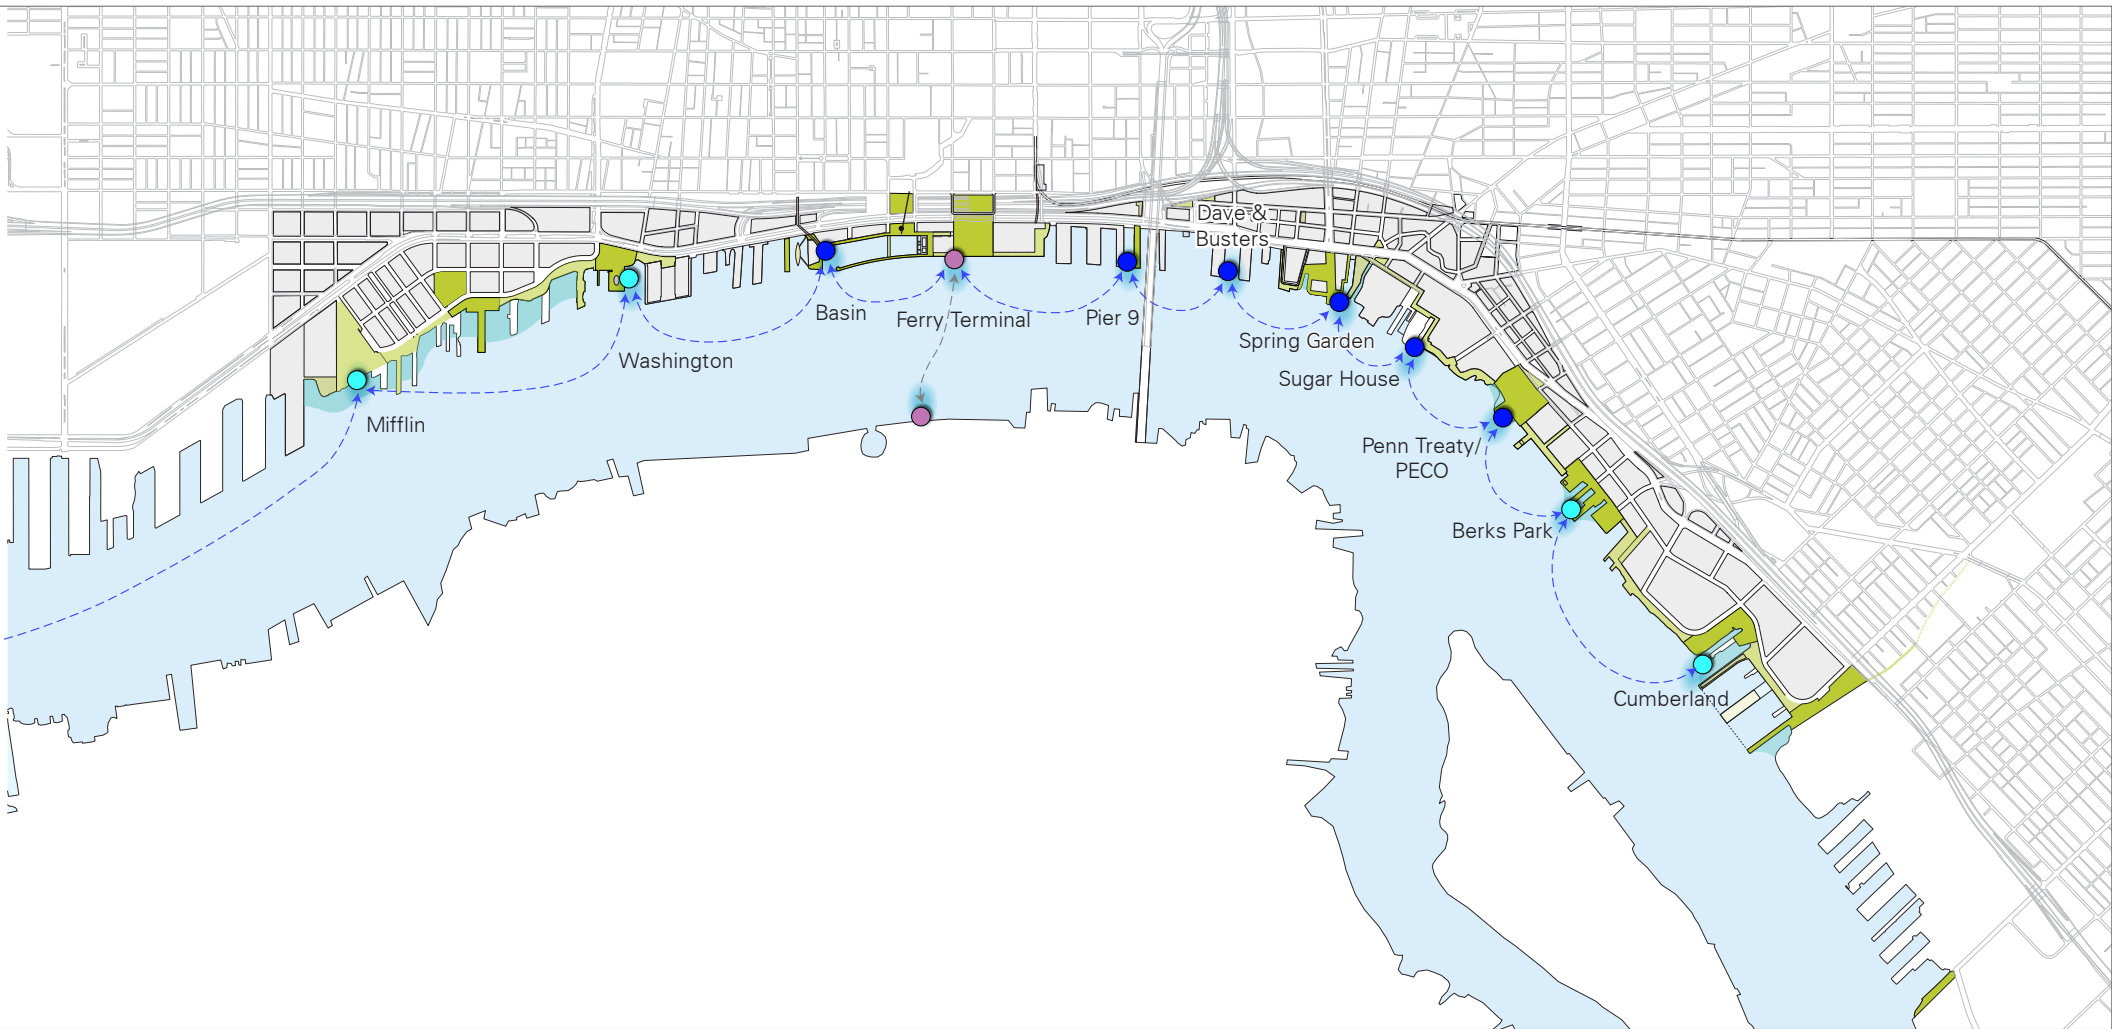 Dave &
Busters
Basin
Ferry Terminal
Pier 9
Spring Garden
Washington
Sugar House
Mifflin
Penn Treaty/
PECO
Berks Park
Cumberland